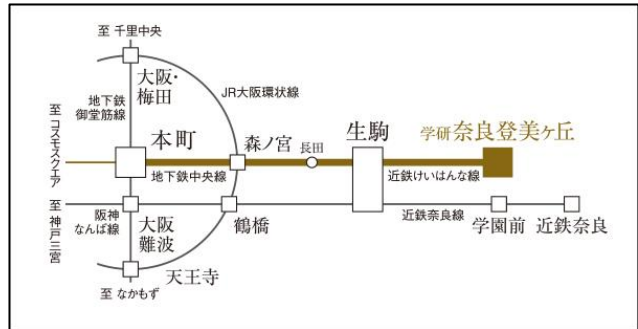 至 千里中央
大阪・
梅田
地下鉄
御堂筋線
JR大阪環状線
至 コスモスクエア
本町
森ノ宮
長田
生駒
学研奈良登美ヶ丘
地下鉄中央線
近鉄けいはんな線
至 神戸三宮
阪神
なんば線
大阪
難波
鶴橋
近鉄奈良線
学園前
近鉄奈良
天王寺
至 なかもず